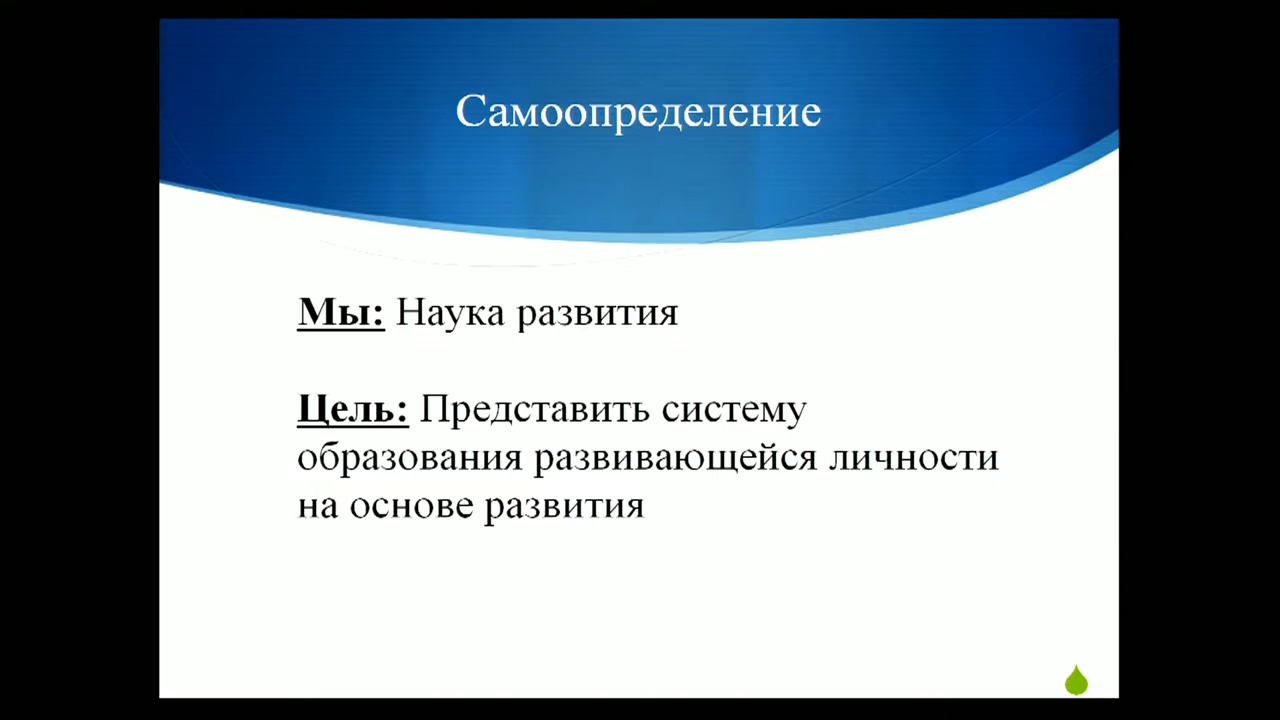 Самоопределение
Мы: Наука развития
Цель: Представить систему
образования развивающейся личности
на основе развития